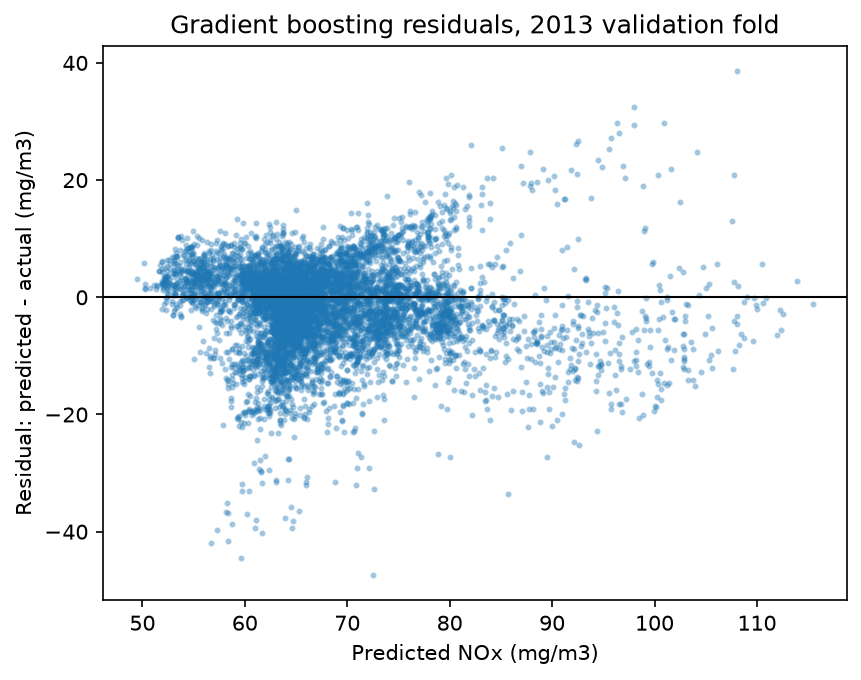 Gradient boosting residuals, 2013 validation fold
Residual: predicted - actual (mg/m3)
40
20
0
−20
−40
50 60 70 80 90 100 110
Predicted NOx (mg/m3)